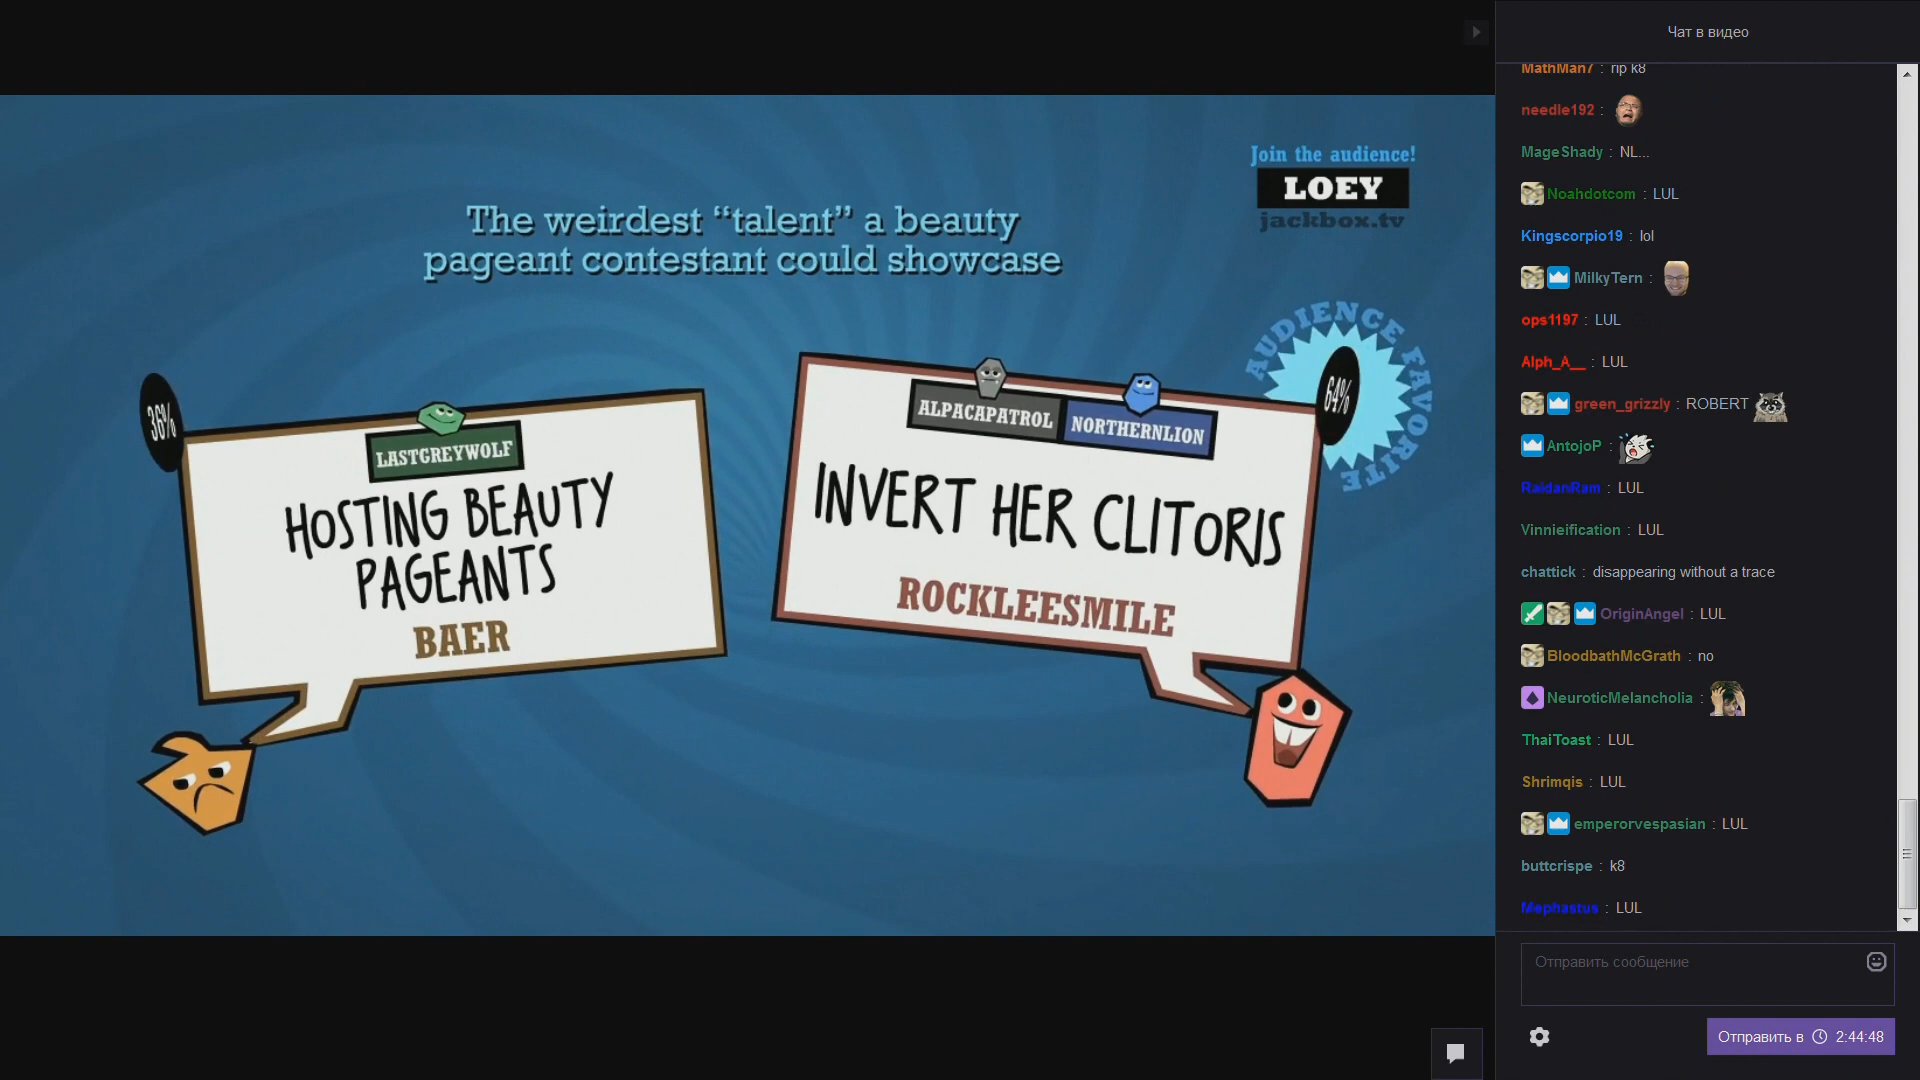 Join the audience!
LOEY
jackbox.tv
The weirdest “talent” a beauty
pageant contestant could showcase
AUDIENCE FAVORITE
36%
LASTGREYWOLF
HOSTING BEAUTY
PAGEANTS
BAER
64%
ALPACAPATROL
NORTHERNLION
INVERT HER CLITORIS
ROCKLEESMILE
Чат в видео
MathMan7 : rip k8
needle192 :
MageShady : NL...
Noahdotcom : LUL
Kingscorpio19 : lol
MilkyTern :
ops1197 : LUL
Alph_A__ : LUL
green_grizzly : ROBERT
AntojoP :
RaidanRam : LUL
Vinnieification : LUL
chattick : disappearing without a trace
OriginAngel : LUL
BloodbathMcGrath : no
NeuroticMelancholia :
ThaiToast : LUL
Shrimqis : LUL
emperorvespasian : LUL
buttcrispe : k8
Mephastus : LUL
Отправить сообщение
Отправить в 2:44:48